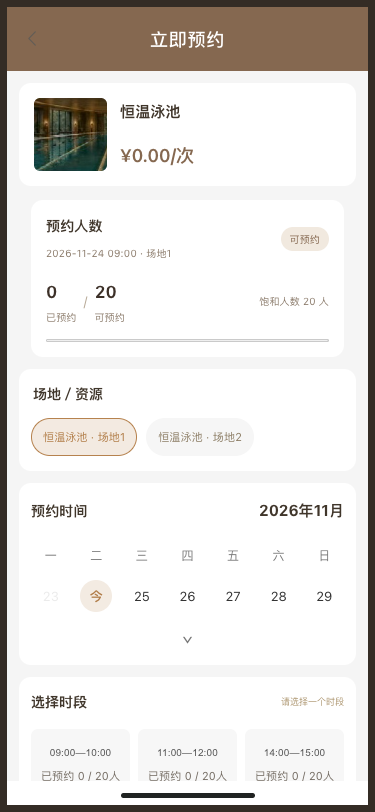 立即预约
恒温泳池
¥0.00/次
预约人数
可预约
2026-11-24 09:00 · 场地1
0 / 20
已预约 可预约
饱和人数 20 人
场地 / 资源
恒温泳池 · 场地1 恒温泳池 · 场地2
预约时间 2026年11月
一 二 三 四 五 六 日
23 今 25 26 27 28 29
选择时段 请选择一个时段
09:00—10:00 11:00—12:00 14:00—15:00
已预约 0 / 20人 已预约 0 / 20人 已预约 0 / 20人